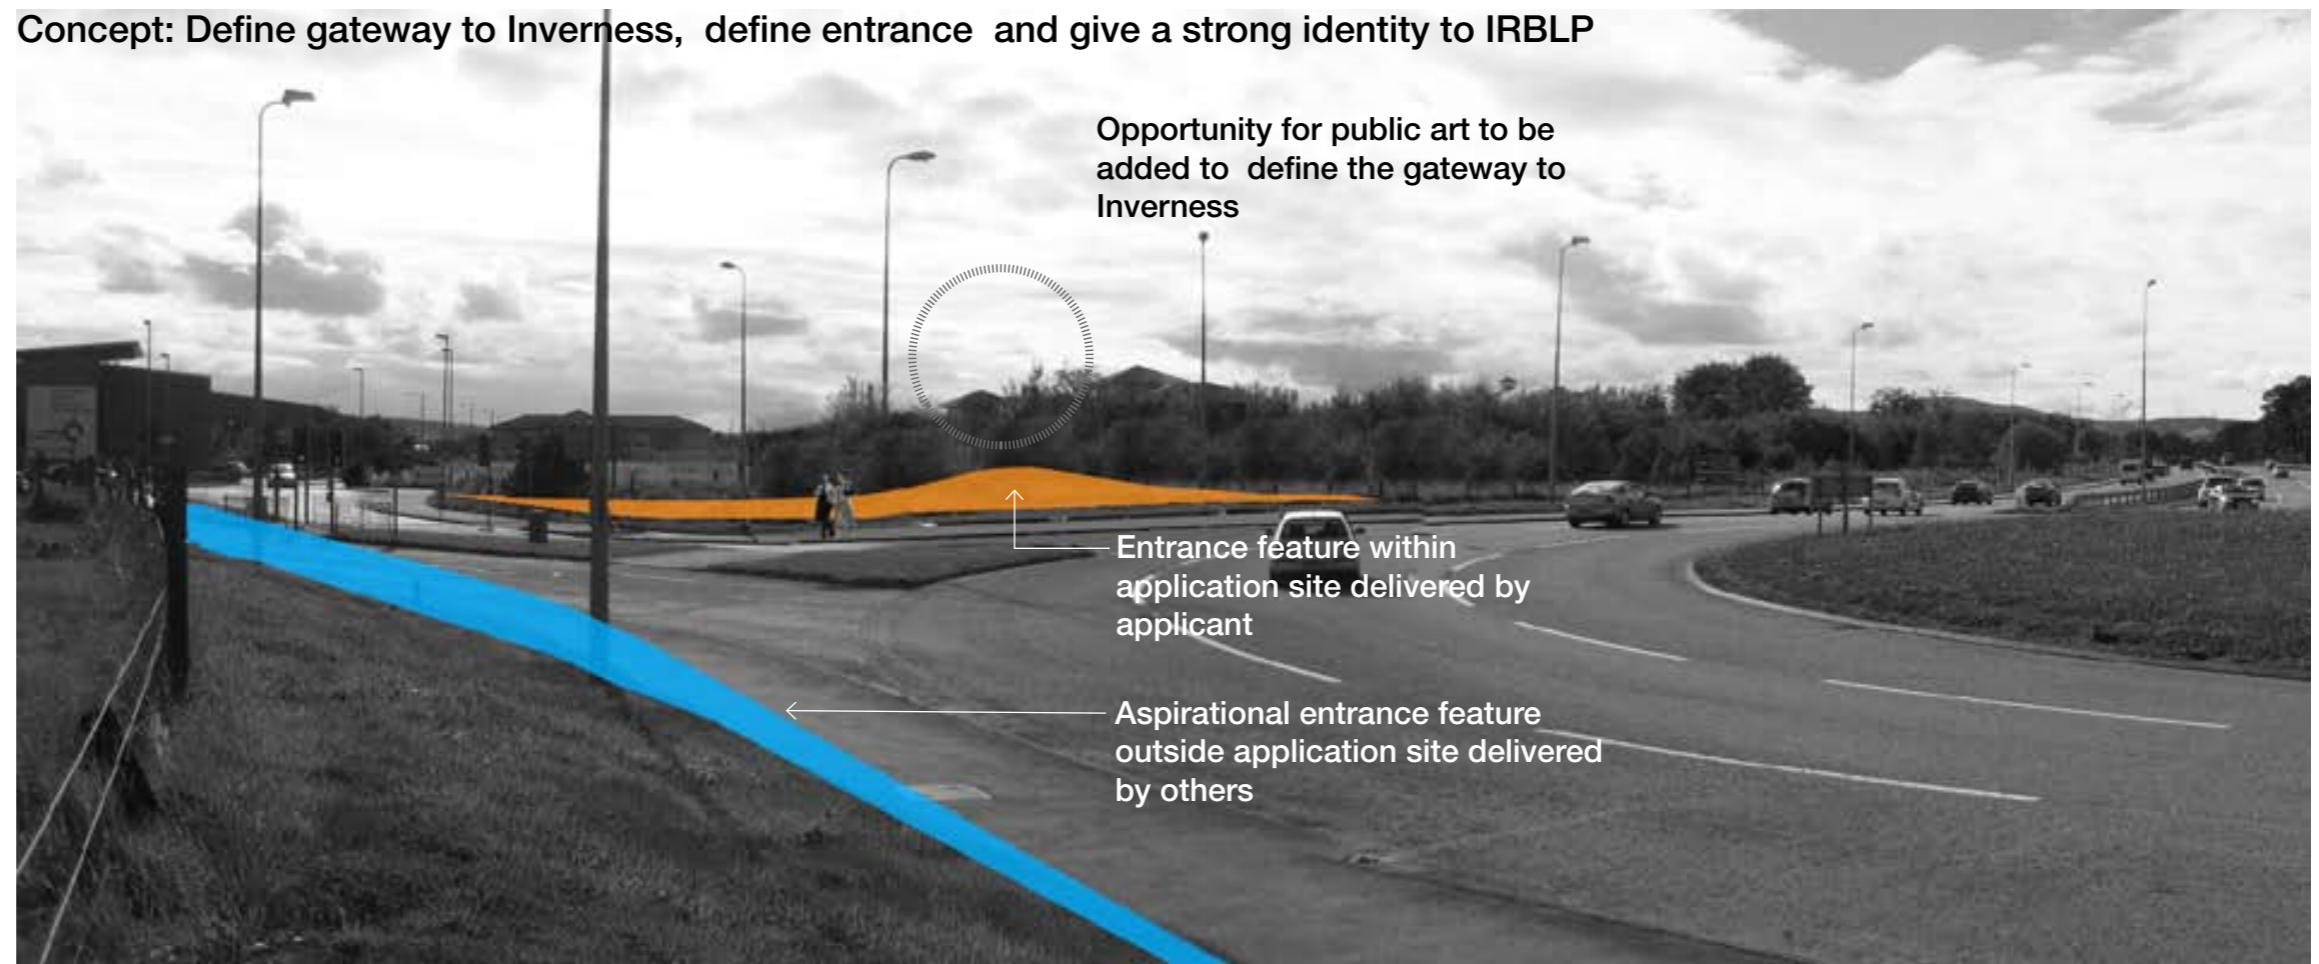 Concept: Define gateway to Inverness,  define entrance  and give a strong identity to IRBLP
Opportunity for public art to be
added to  define the gateway to
Inverness
Entrance feature within
application site delivered by
applicant
Aspirational entrance feature
outside application site delivered
by others